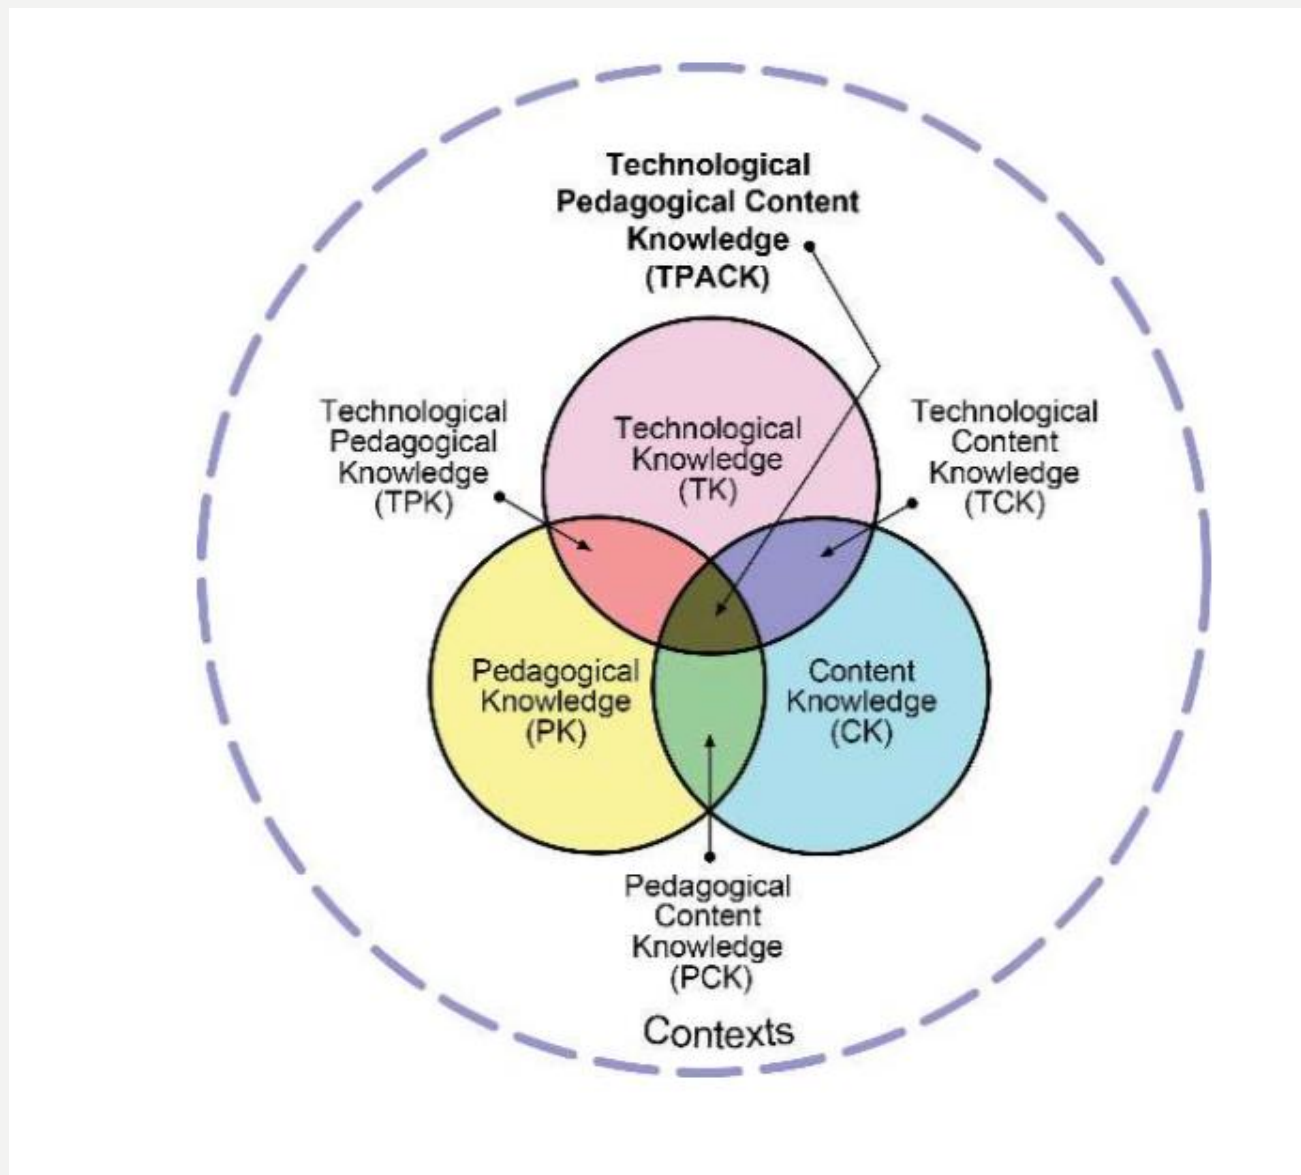 Technological
Pedagogical Content
Knowledge
(TPACK)
Technological
Pedagogical
Knowledge
(TPK)
Technological
Knowledge
(TK)
Technological
Content
Knowledge
(TCK)
Pedagogical
Knowledge
(PK)
Content
Knowledge
(CK)
Pedagogical
Content
Knowledge
(PCK)
Contexts